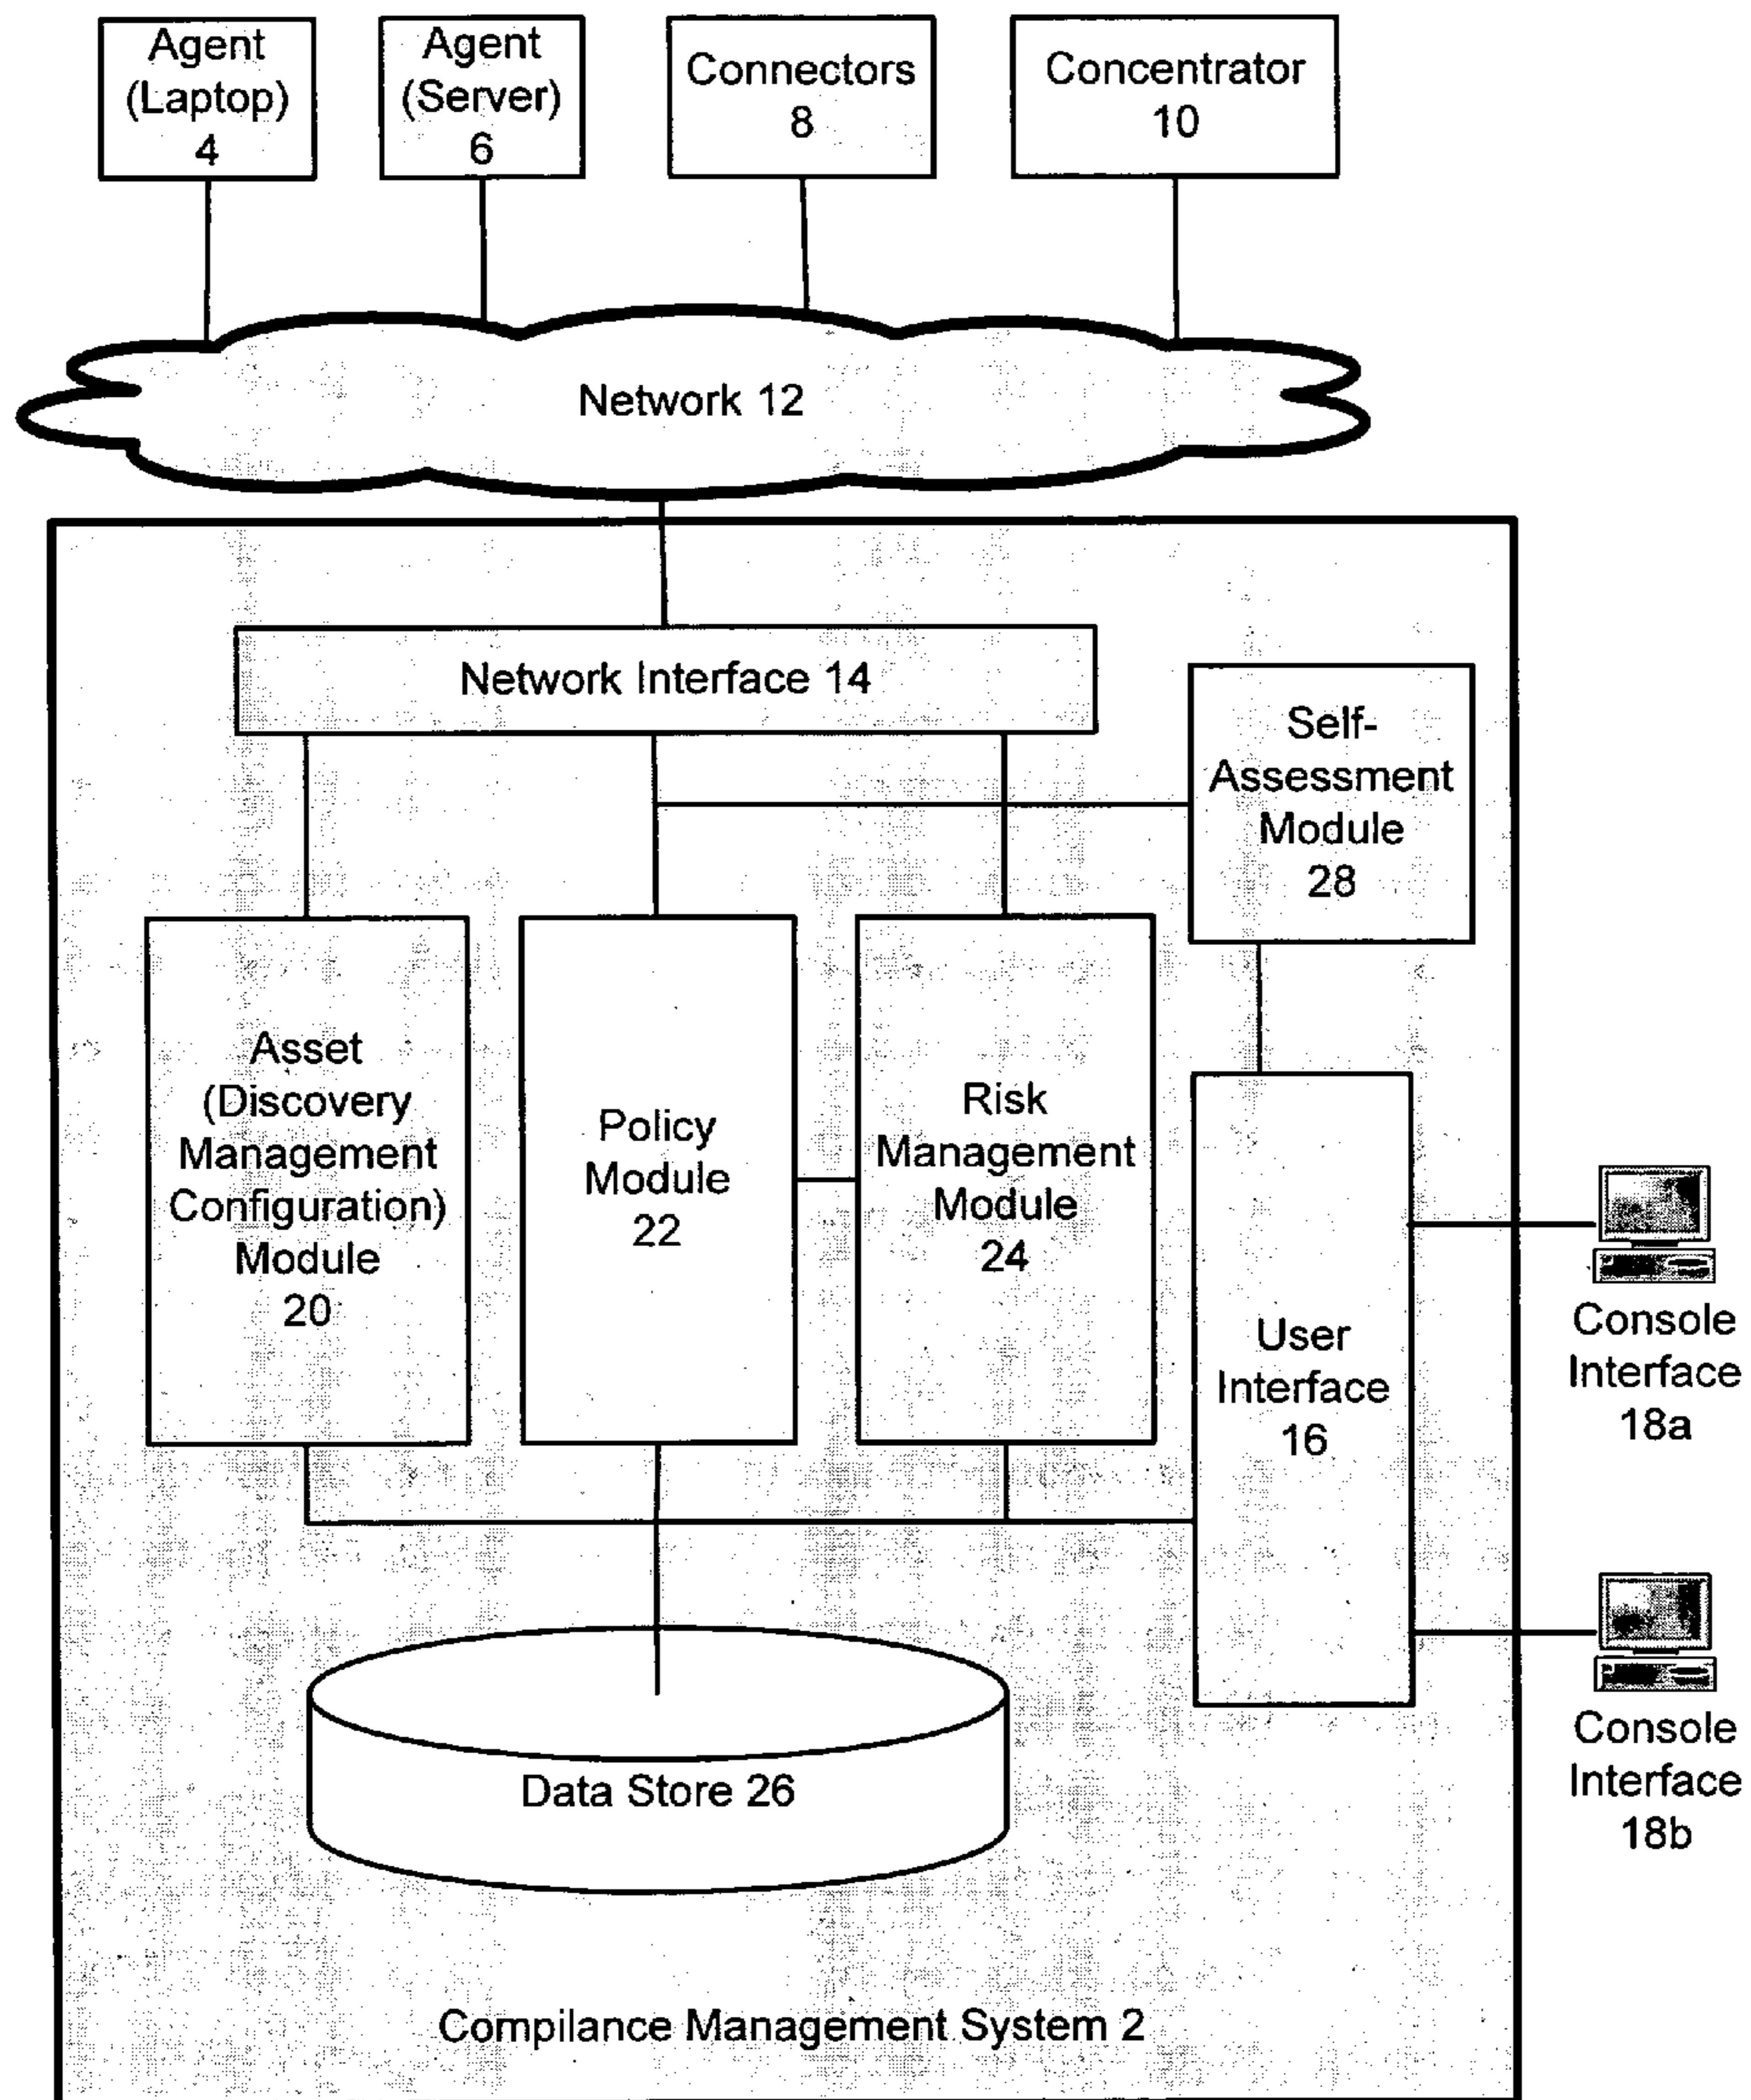 Agent
(Laptop)
4
Agent
(Server)
6
Connectors
8
Concentrator
10
Network 12
Network Interface 14
Self-
Assessment
Module
28
Asset
(Discovery
Management
Configuration)
Module
20
Policy
Module
22
Risk
Management
Module
24
User
Interface
16
Console
Interface
18a
Console
Interface
18b
Data Store 26
Compilance Management System 2